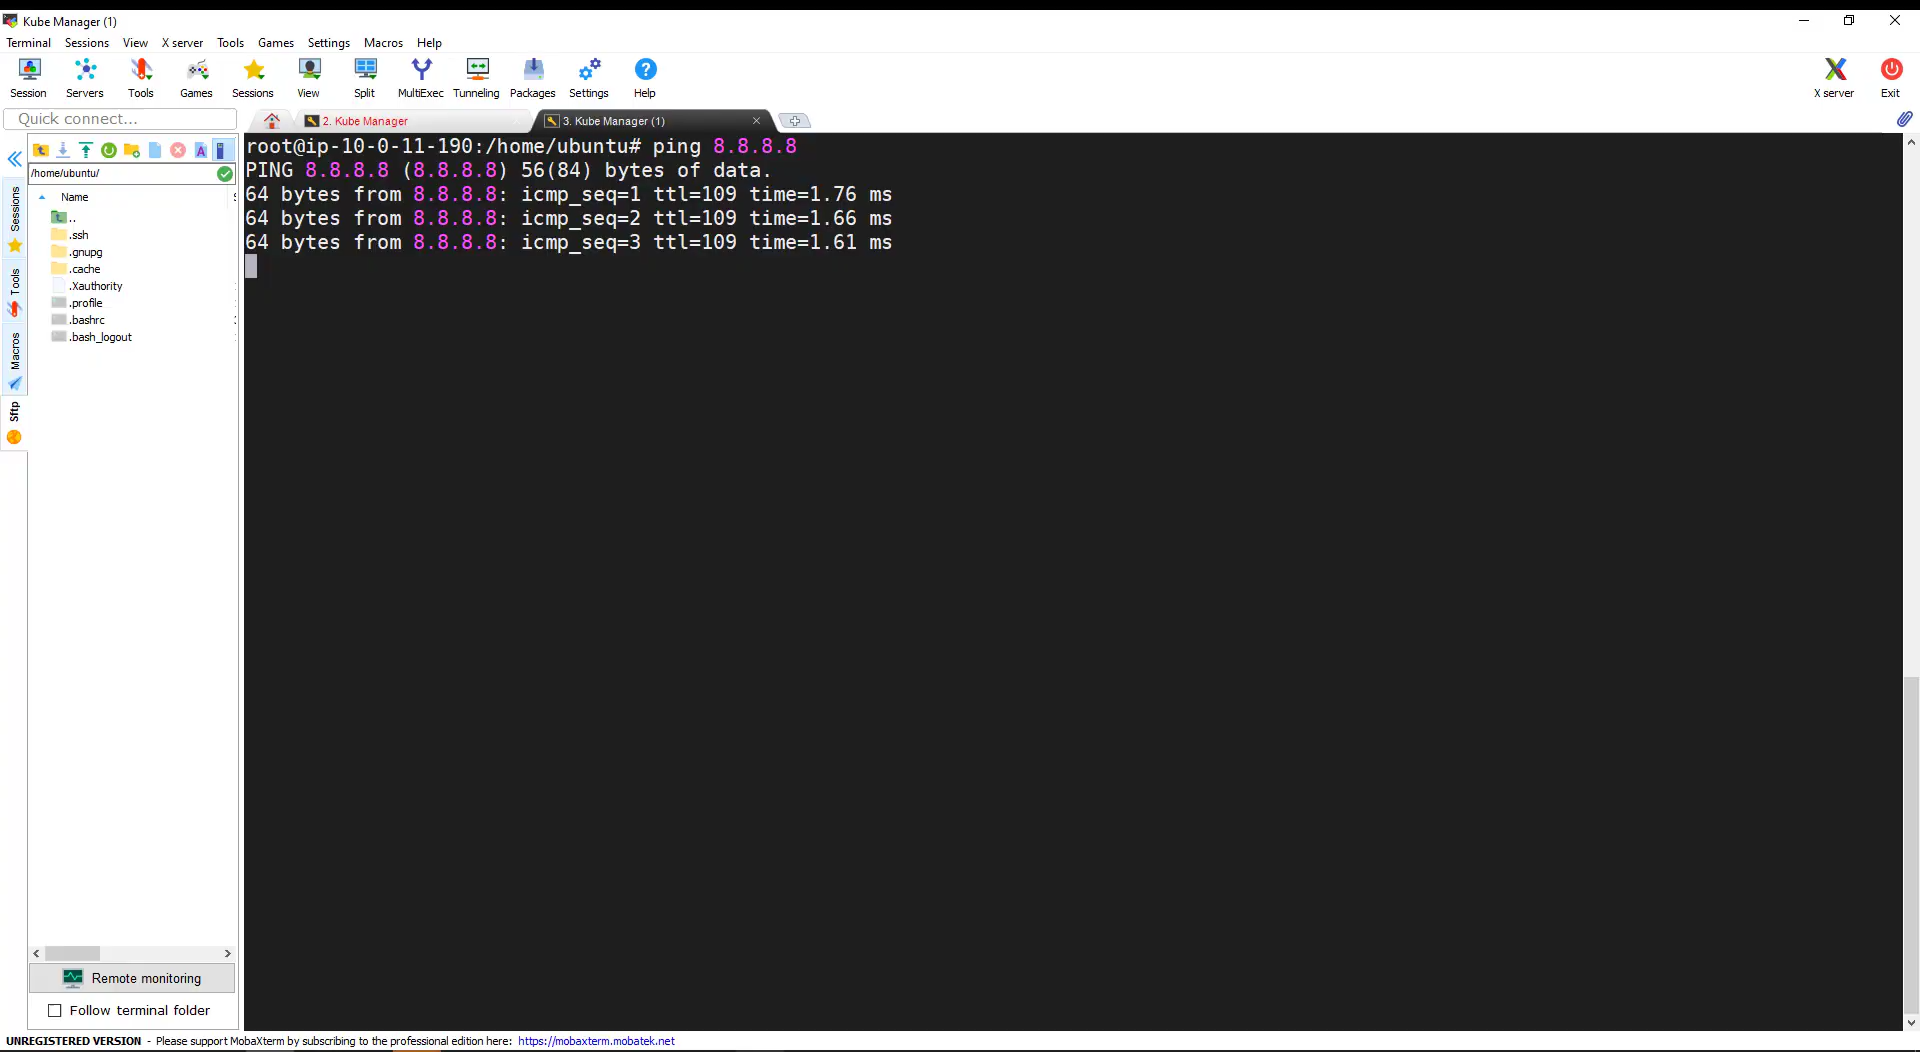 Kube Manager (1)
Terminal Sessions View X server Tools Games Settings Macros Help
Session Servers Tools Games Sessions View Split MultiExec Tunneling Packages Settings Help X server Exit
Quick connect...
2. Kube Manager
3. Kube Manager (1)
/home/ubuntu/
Name
..
.ssh
.gnupg
.cache
.Xauthority
.profile
.bashrc
.bash_logout
Sessions
Tools
Macros
Sftp
root@ip-10-0-11-190:/home/ubuntu# ping 8.8.8.8
PING 8.8.8.8 (8.8.8.8) 56(84) bytes of data.
64 bytes from 8.8.8.8: icmp_seq=1 ttl=109 time=1.76 ms
64 bytes from 8.8.8.8: icmp_seq=2 ttl=109 time=1.66 ms
64 bytes from 8.8.8.8: icmp_seq=3 ttl=109 time=1.61 ms
Remote monitoring
Follow terminal folder
UNREGISTERED VERSION - Please support MobaXterm by subscribing to the professional edition here: https://mobaxterm.mobatek.net